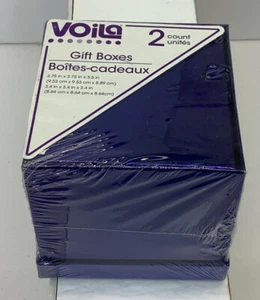 VOiLA
2 count
unités
Gift Boxes
Boîtes-cadeaux
3.75 in x 3.75 in x 3.5 in
(9.53 cm x 9.53 cm x 8.89 cm)
3.4 in x 3.4 in x 3.4 in
(8.64 cm x 8.64 cm x 8.64cm)